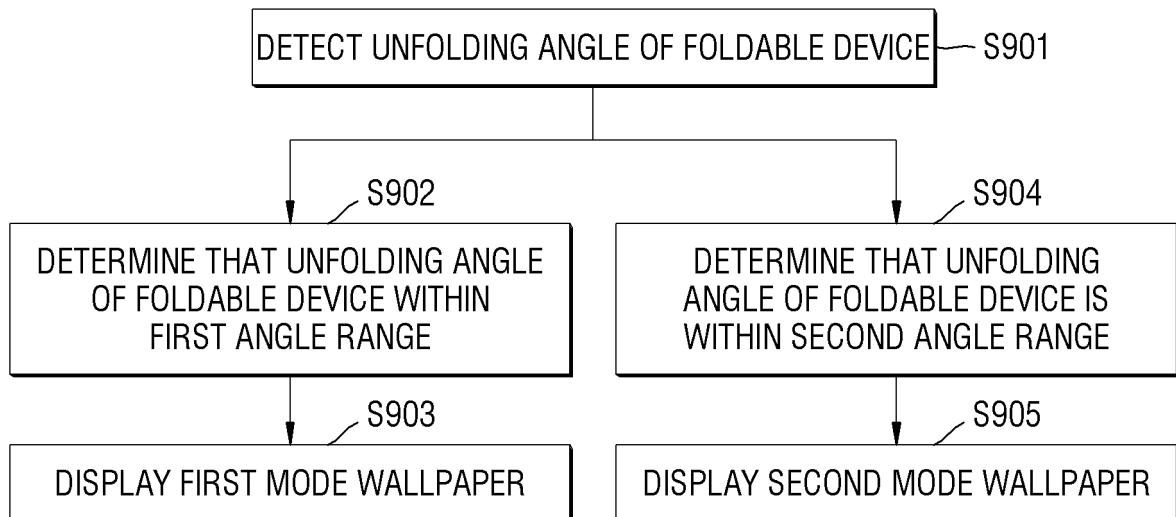 DETECT UNFOLDING ANGLE OF FOLDABLE DEVICE
S901
S902
DETERMINE THAT UNFOLDING ANGLE
OF FOLDABLE DEVICE WITHIN
FIRST ANGLE RANGE
S903
DISPLAY FIRST MODE WALLPAPER
S904
DETERMINE THAT UNFOLDING
ANGLE OF FOLDABLE DEVICE IS
WITHIN SECOND ANGLE RANGE
S905
DISPLAY SECOND MODE WALLPAPER